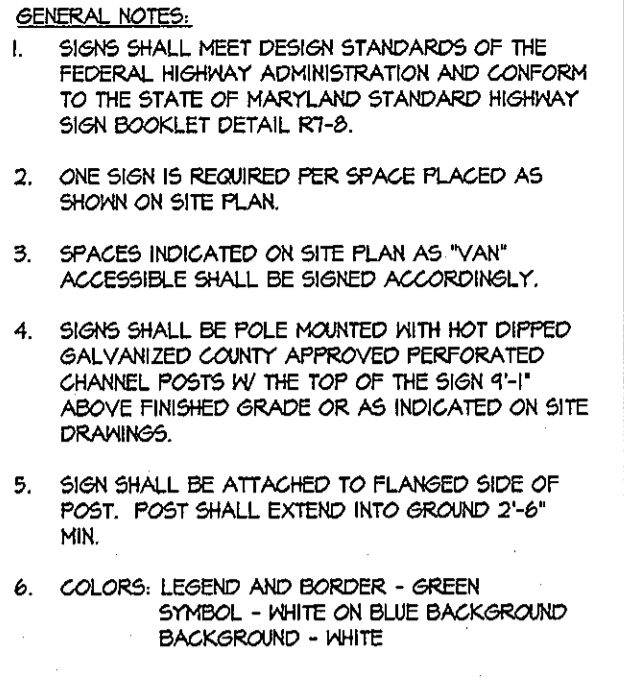 GENERAL NOTES:
1. SIGNS SHALL MEET DESIGN STANDARDS OF THE
FEDERAL HIGHWAY ADMINISTRATION AND CONFORM
TO THE STATE OF MARYLAND STANDARD HIGHWAY
SIGN BOOKLET DETAIL R7-8.
2. ONE SIGN IS REQUIRED PER SPACE PLACED AS
SHOWN ON SITE PLAN.
3. SPACES INDICATED ON SITE PLAN AS "VAN"
ACCESSIBLE SHALL BE SIGNED ACCORDINGLY.
4. SIGNS SHALL BE POLE MOUNTED WITH HOT DIPPED
GALVANIZED COUNTY APPROVED PERFORATED
CHANNEL POSTS W/ THE TOP OF THE SIGN 9'-1"
ABOVE FINISHED GRADE OR AS INDICATED ON SITE
DRAWINGS.
5. SIGN SHALL BE ATTACHED TO FLANGED SIDE OF
POST. POST SHALL EXTEND INTO GROUND 2'-6"
MIN.
6. COLORS: LEGEND AND BORDER - GREEN
SYMBOL - WHITE ON BLUE BACKGROUND
BACKGROUND - WHITE